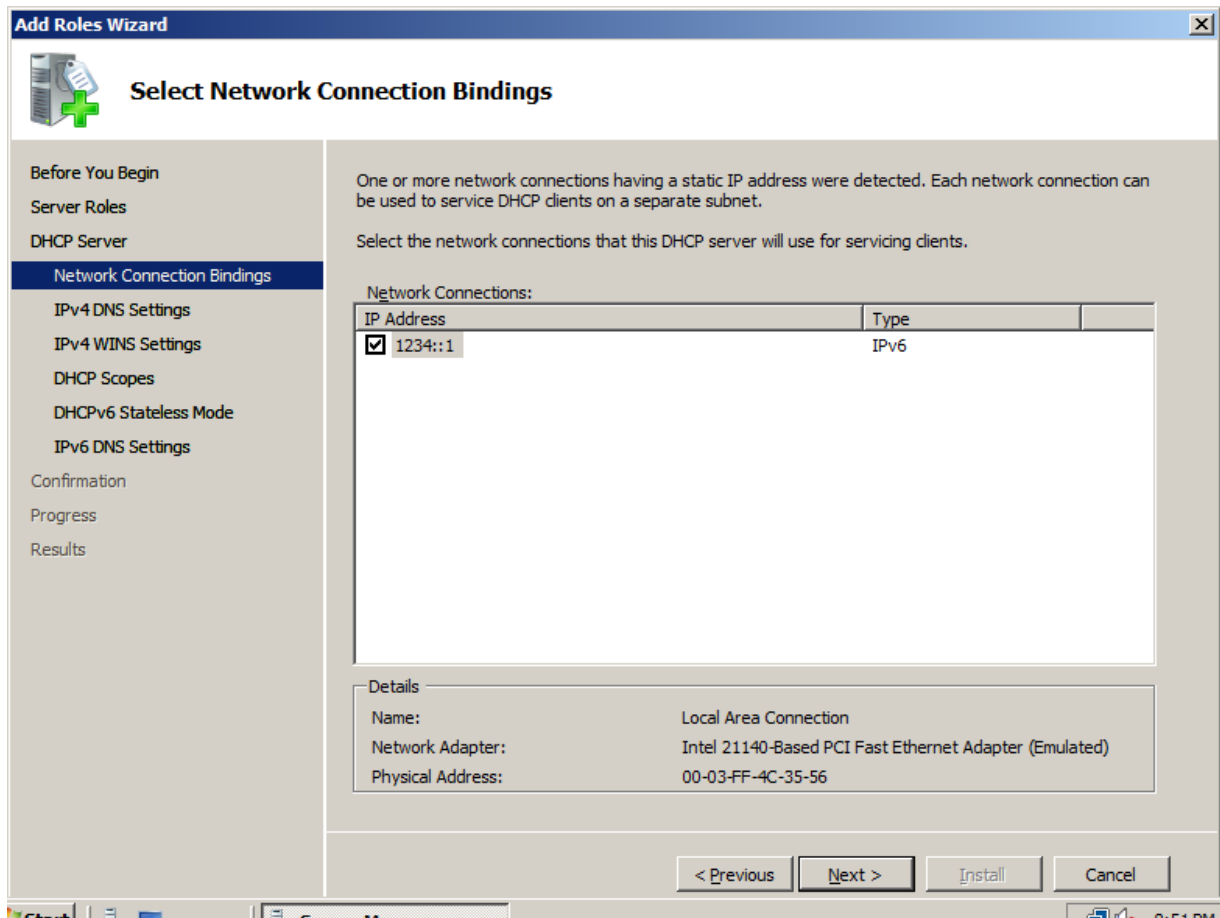 Add Roles Wizard
Select Network Connection Bindings
Before You Begin
Server Roles
DHCP Server
Network Connection Bindings
IPv4 DNS Settings
IPv4 WINS Settings
DHCP Scopes
DHCPv6 Stateless Mode
IPv6 DNS Settings
Confirmation
Progress
Results
One or more network connections having a static IP address were detected. Each network connection can
be used to service DHCP clients on a separate subnet.
Select the network connections that this DHCP server will use for servicing clients.
Network Connections:
IP Address Type
1234::1 IPv6
Details
Name: Local Area Connection
Network Adapter: Intel 21140-Based PCI Fast Ethernet Adapter (Emulated)
Physical Address: 00-03-FF-4C-35-56
< Previous Next > Install Cancel
Start